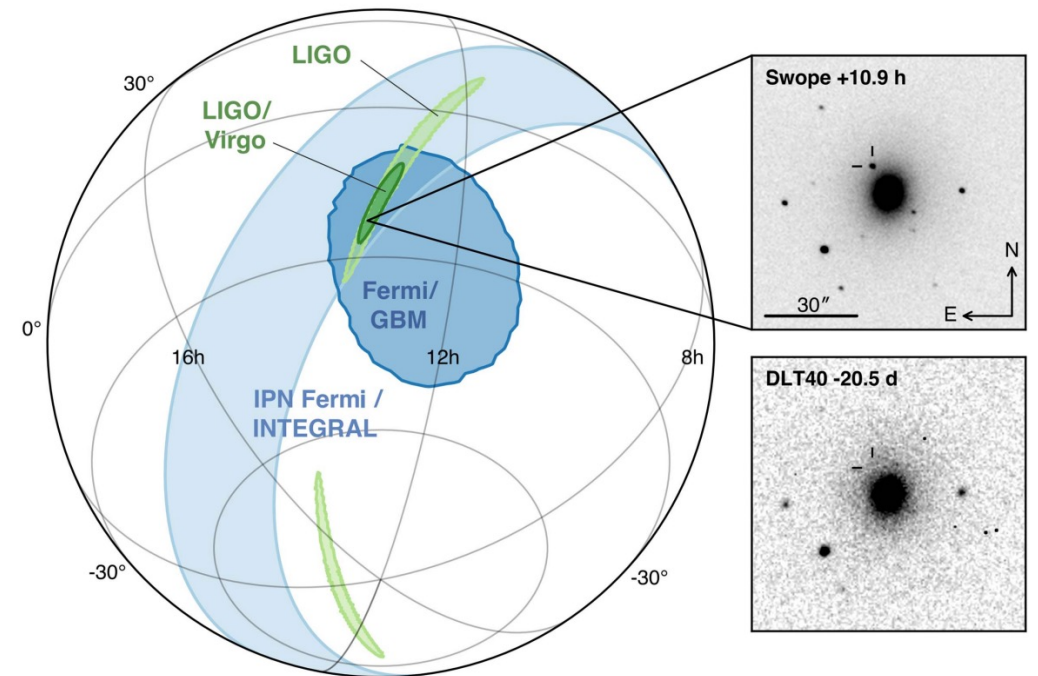 LIGO
30°
LIGO/
Virgo
Fermi/
GBM
0°
16h
12h
8h
IPN Fermi /
INTEGRAL
-30°
-30°
Swope +10.9 h
N
30″
E
DLT40 -20.5 d